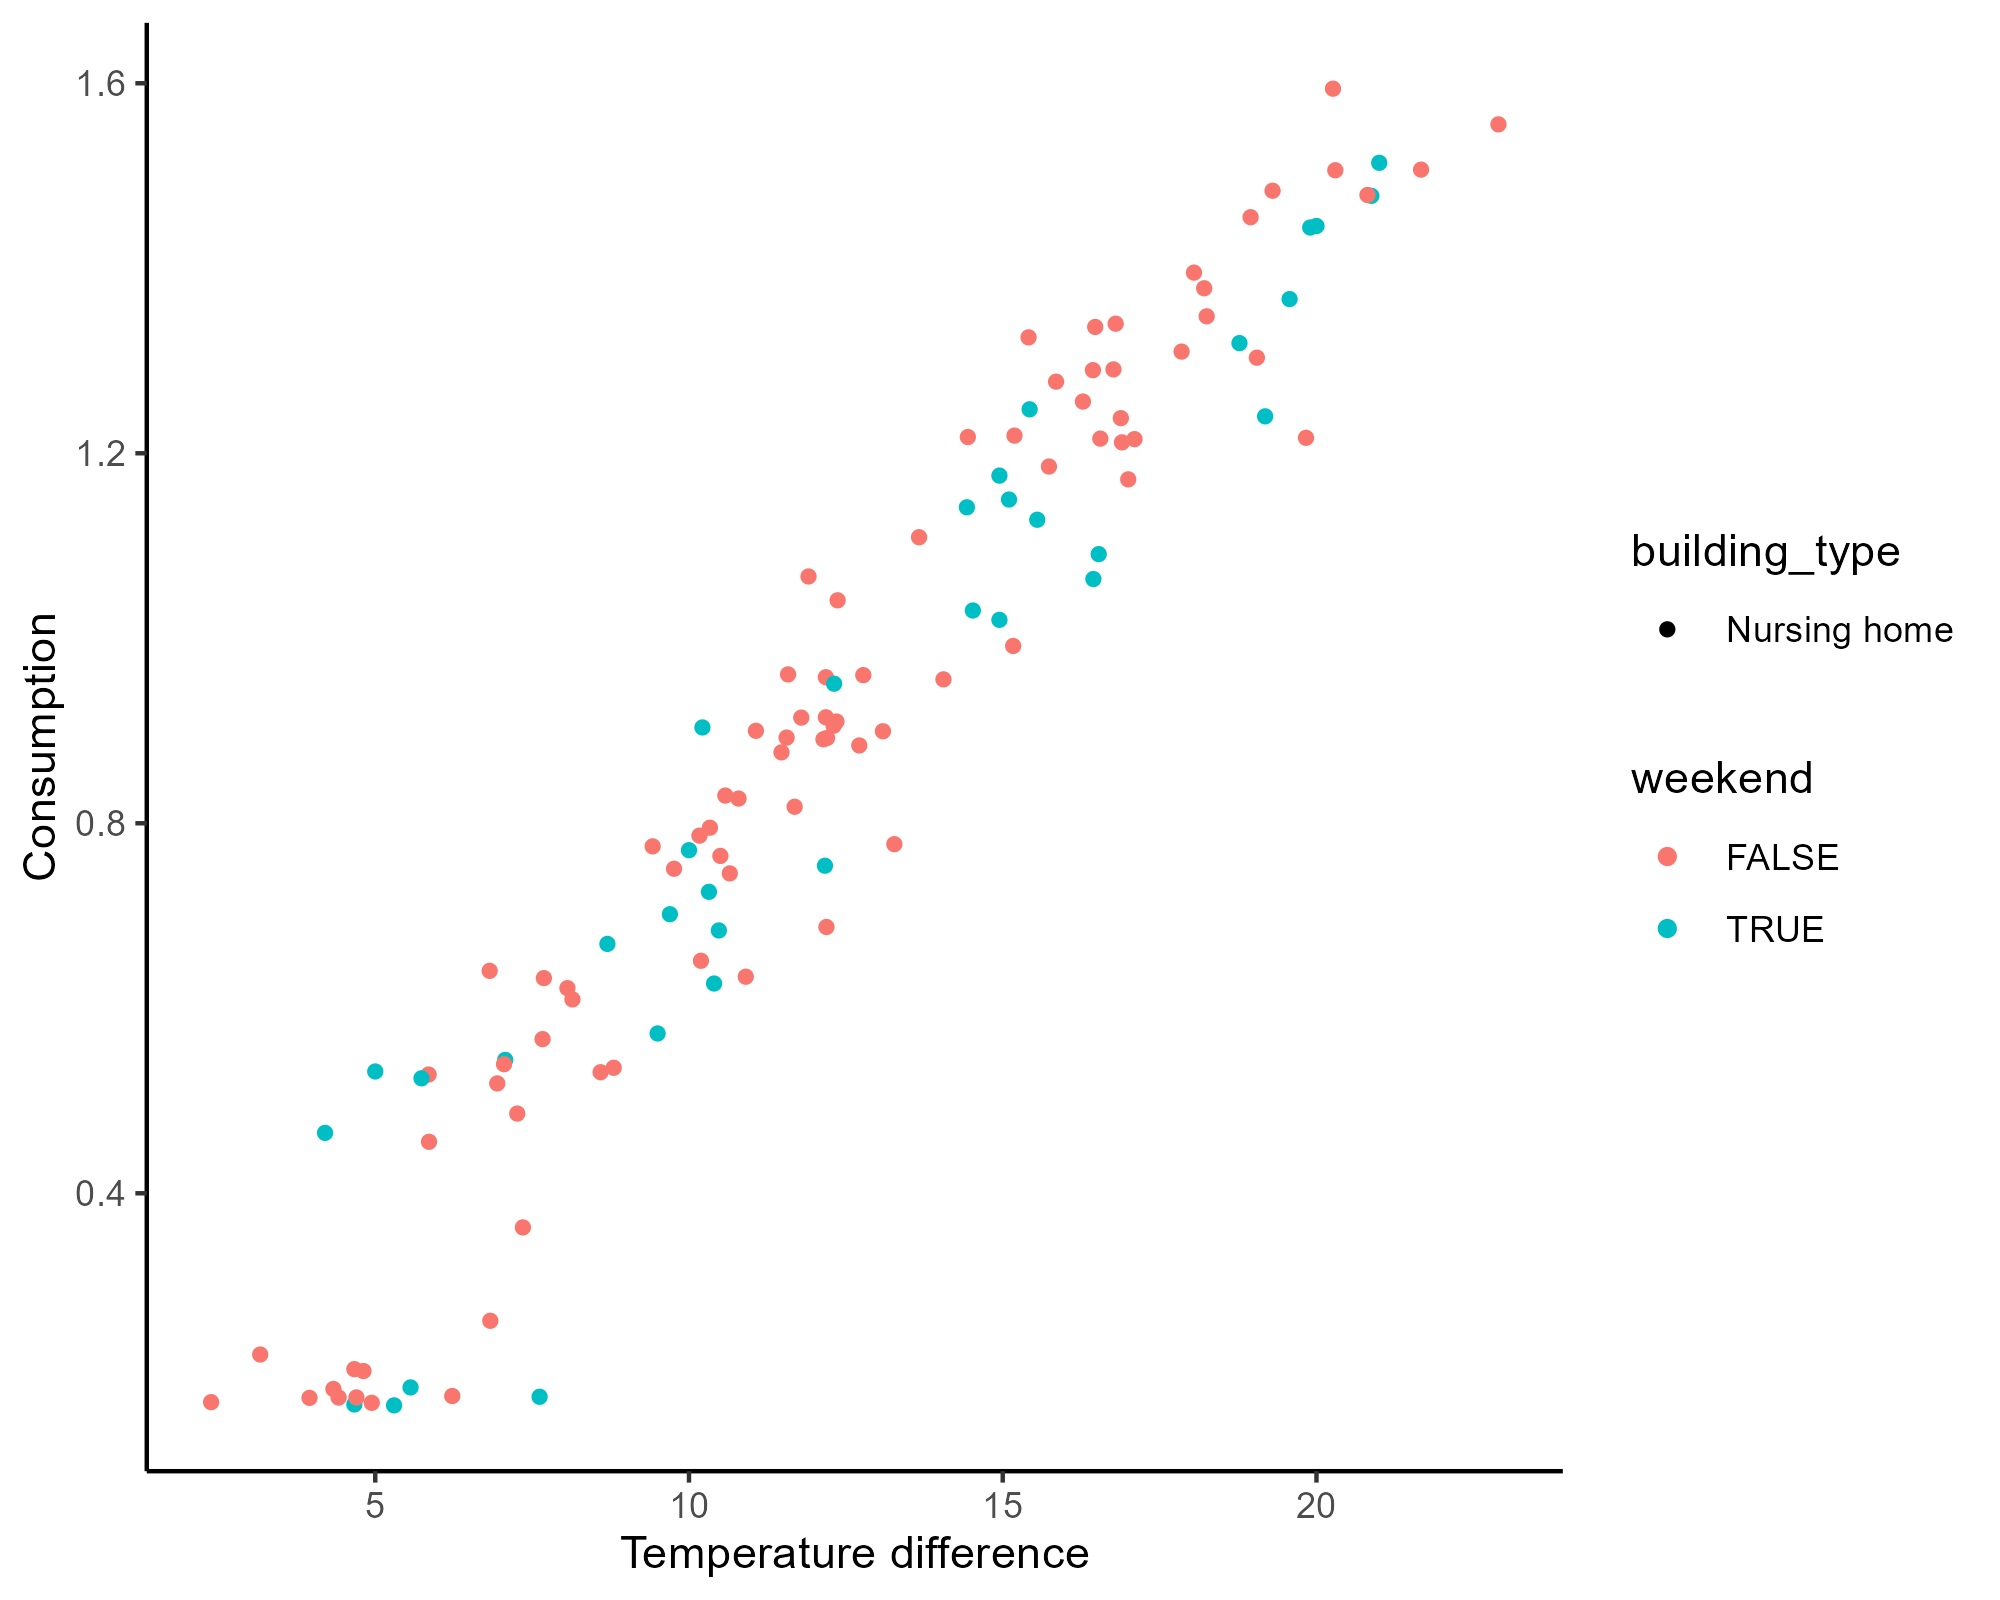 1.6
1.2
0.8
0.4
Consumption
5 10 15 20
Temperature difference
building_type
Nursing home
weekend
FALSE
TRUE